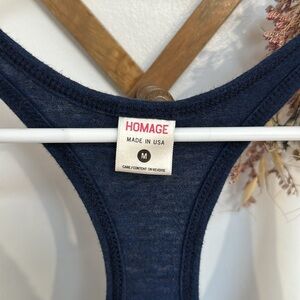 HOMAGE
MADE IN USA
M
CARE/CONTENT ON REVERSE